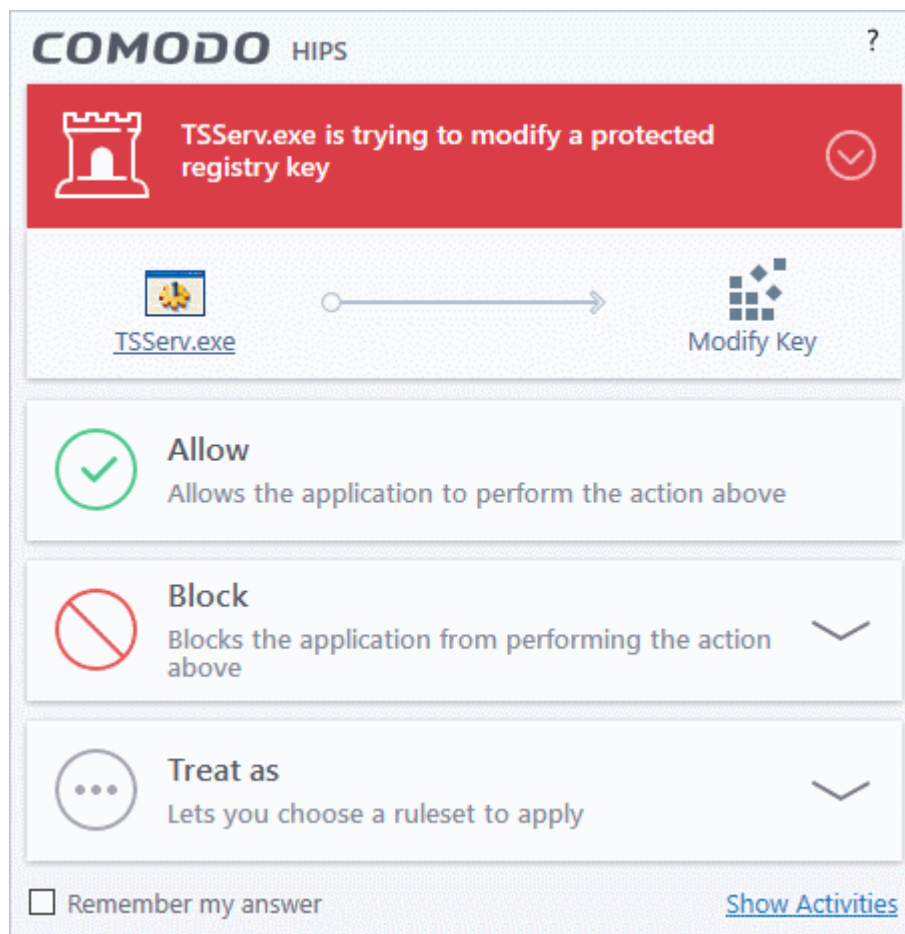 COMODO HIPS ?
TSServ.exe is trying to modify a protected
registry key
TSServ.exe
Modify Key
Allow
Allows the application to perform the action above
Block
Blocks the application from performing the action
above
Treat as
Lets you choose a ruleset to apply
Remember my answer
Show Activities